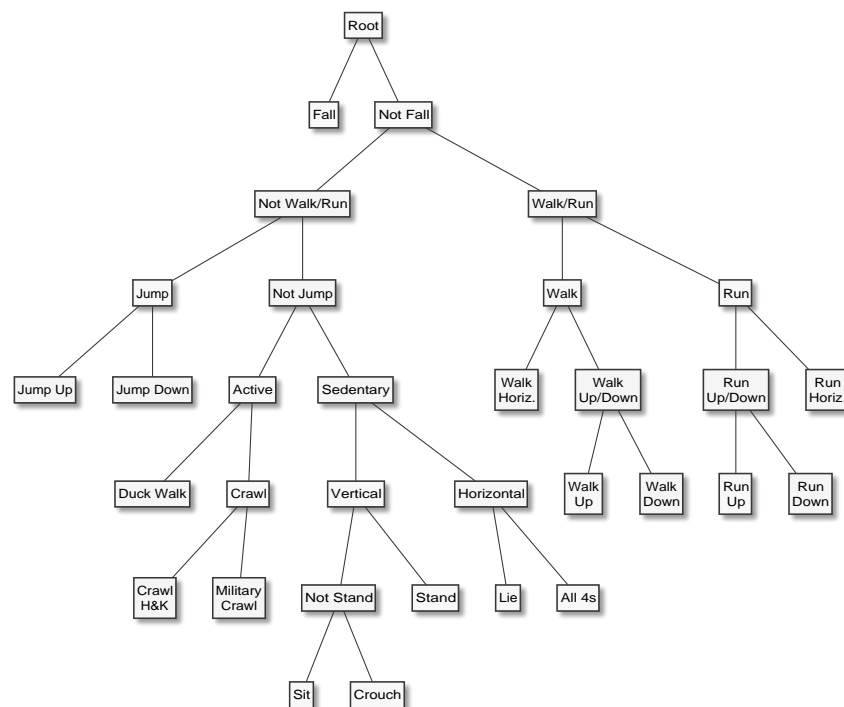 Root
Fall
Not Fall
Not Walk/Run
Walk/Run
Jump
Not Jump
Walk
Run
Jump Up
Jump Down
Active
Sedentary
Walk
Horiz.
Walk
Up/Down
Run
Up/Down
Run
Horiz.
Duck Walk
Crawl
Vertical
Horizontal
Walk
Up
Walk
Down
Run
Up
Run
Down
Crawl
H&K
Military
Crawl
Not Stand
Stand
Lie
All 4s
Sit
Crouch